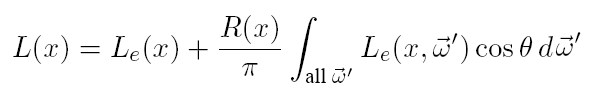 L(x) = L_e(x) + \frac{R(x)}{\pi} \int_{\text{all } \vec{\omega}'} L_e(x, \vec{\omega}') \cos\theta \, d\vec{\omega}'